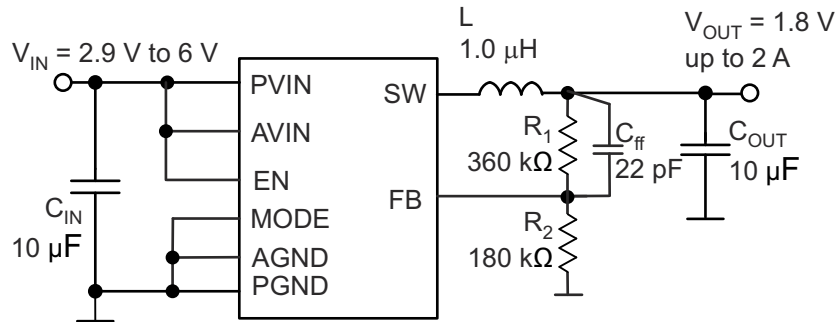 V_IN = 2.9 V to 6 V
C_IN
10 µF
PVIN
AVIN
EN
MODE
AGND
PGND
SW
FB
L
1.0 µH
R_1
360 kΩ
C_ff
22 pF
R_2
180 kΩ
V_OUT = 1.8 V
up to 2 A
C_OUT
10 µF